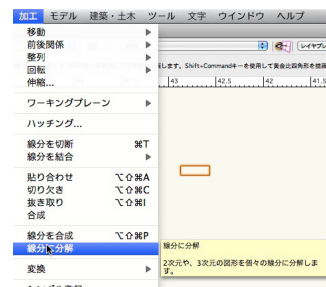 加工 モデル 建築・土木 ツール 文字 ウインドウ ヘルプ
移動
前後関係
整列
回転
伸縮...
ワーキングプレーン
ハッチング...
線分を切断 ⌘T
線分を結合
貼り合わせ ⌥⇧⌘A
切り欠き ⌥⇧⌘C
抜き取り ⌥⇧⌘I
合成
線分を合成 ⌥⇧⌘P
線分に分解
変換
レイヤプレ
します。Shift+Commandキーを使用して黄金比四角形を描画
43 42.5 42 41.5
線分に分解
2次元や、3次元の図形を個々の線分に分解しま
す。